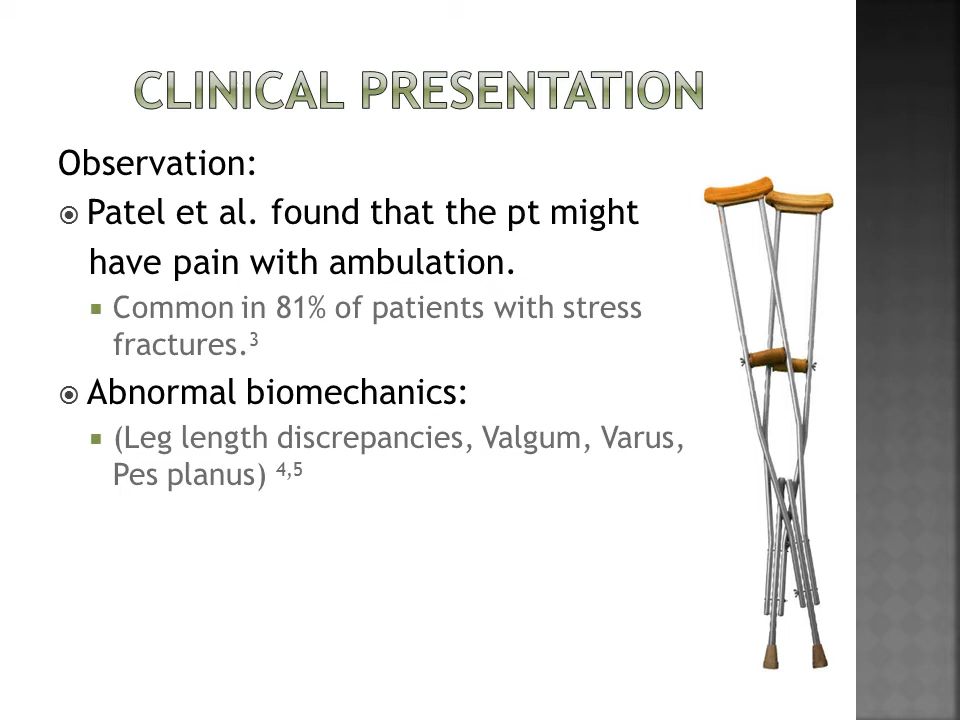 CLINICAL PRESENTATION
Observation:
Patel et al. found that the pt might
have pain with ambulation.
Common in 81% of patients with stress
fractures.3
Abnormal biomechanics:
(Leg length discrepancies, Valgum, Varus,
Pes planus) 4,5